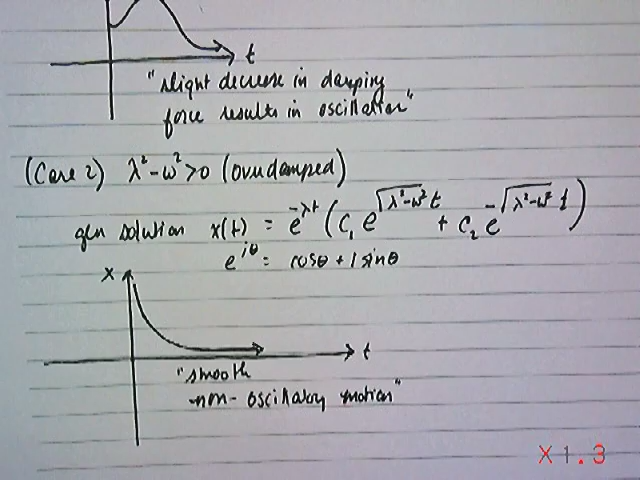 t
"slight decrease in damping
force results in oscillation"
(Case 2) λ²-ω²>0 (overdamped)
gen solution x(t) = e^{-λt} (C₁ e^{√(λ²-ω²) t} + C₂ e^{-√(λ²-ω²) t})
e^{iθ} = cosθ + i sinθ
x
t
"smooth
non-oscillatory motion"
X1.3